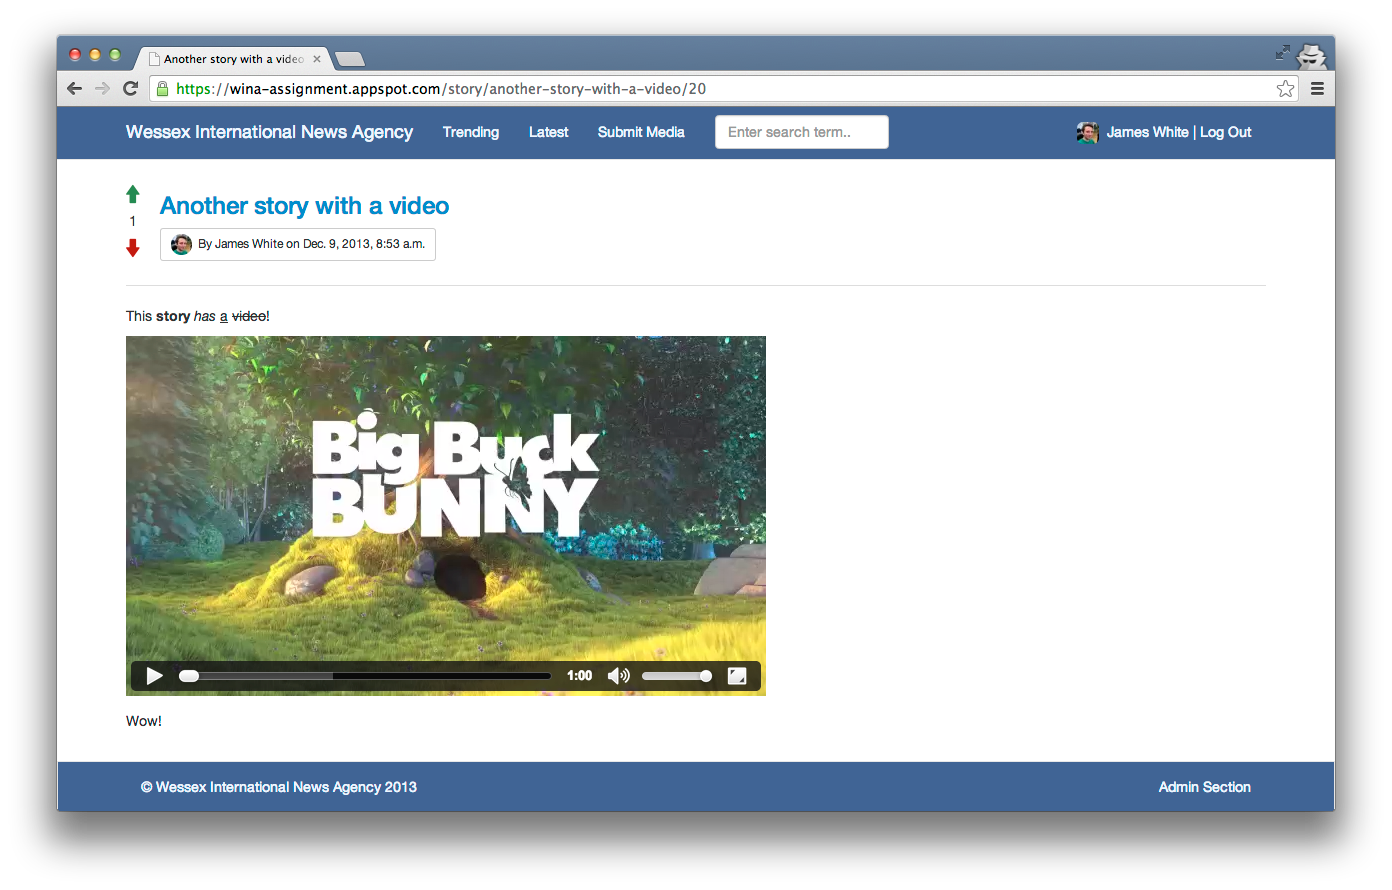 Another story with a video
https://wina-assignment.appspot.com/story/another-story-with-a-video/20
Wessex International News Agency Trending Latest Submit Media Enter search term.. James White | Log Out
1
Another story with a video
By James White on Dec. 9, 2013, 8:53 a.m.
This story has a video!
Big Buck
BUNNY
1:00
Wow!
© Wessex International News Agency 2013 Admin Section